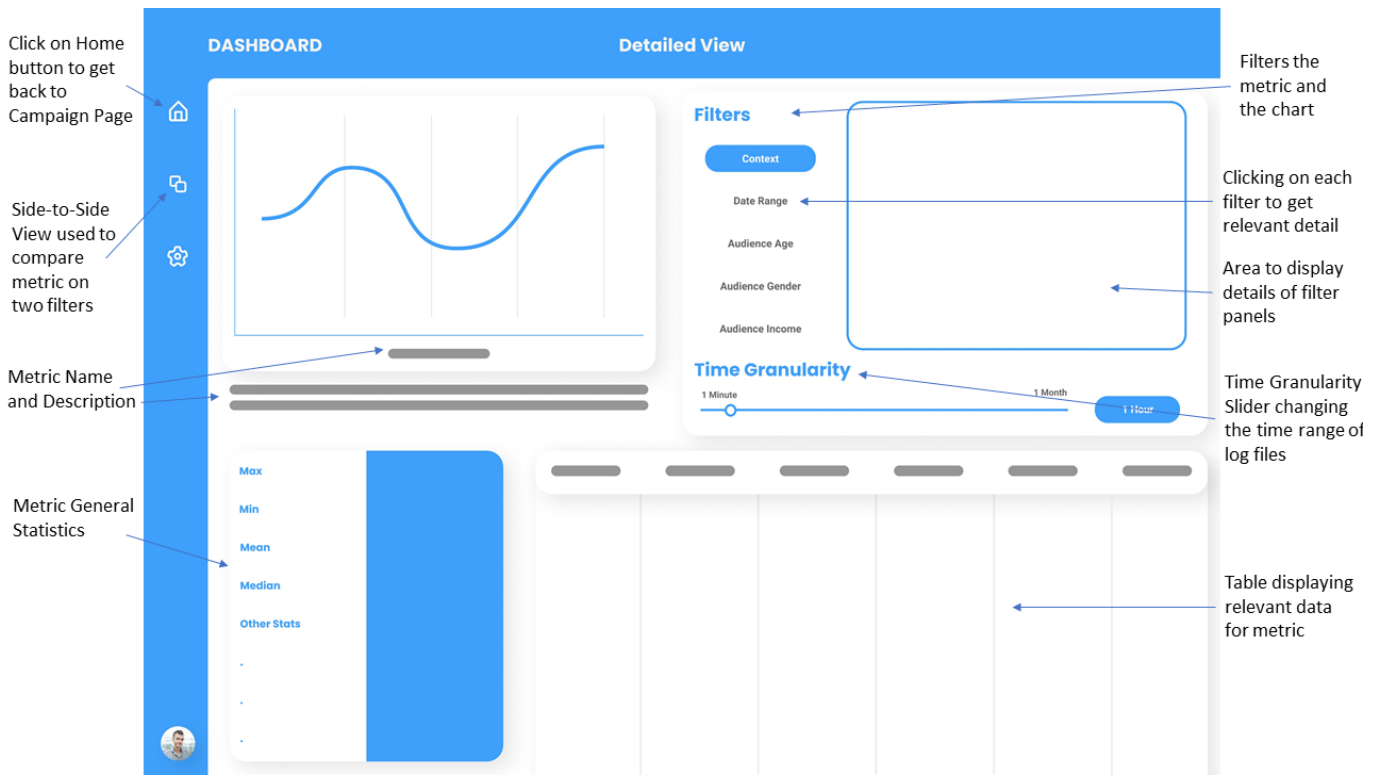 Click on Home
button to get
back to
Campaign Page
Side-to-Side
View used to
compare
metric on
two filters
Metric Name
and Description
Metric General
Statistics
DASHBOARD
Detailed View
Filters
Context
Date Range
Audience Age
Audience Gender
Audience Income
Time Granularity
1 Minute
1 Month
1 Hour
Max
Min
Mean
Median
Other Stats
.
.
.
Filters the
metric and
the chart
Clicking on each
filter to get
relevant detail
Area to display
details of filter
panels
Time Granularity
Slider changing
the time range of
log files
Table displaying
relevant data
for metric